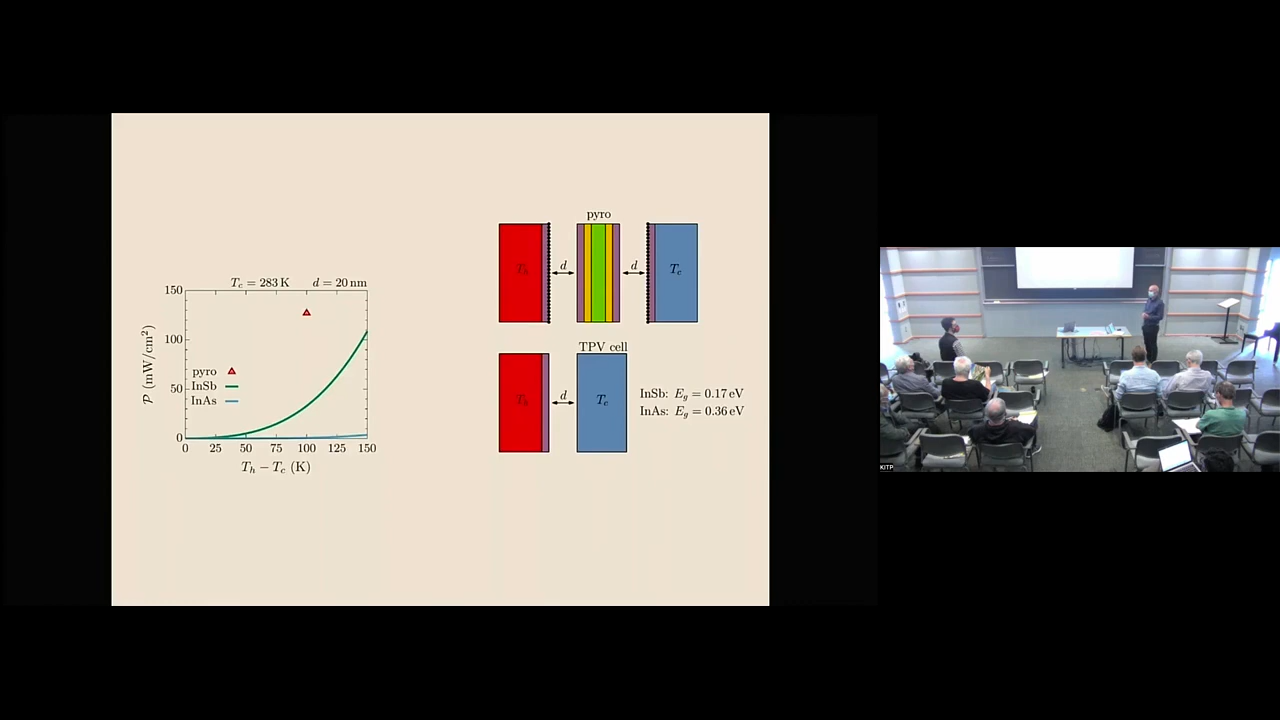 T_c = 283 K d = 20 nm
150
100
50
0
𝒫 (mW/cm²)
pyro
InSb
InAs
0 25 50 75 100 125 150
T_h − T_c (K)
pyro
T_h d d T_c
TPV cell
T_h d T_c
InSb: E_g = 0.17 eV
InAs: E_g = 0.36 eV
KITP